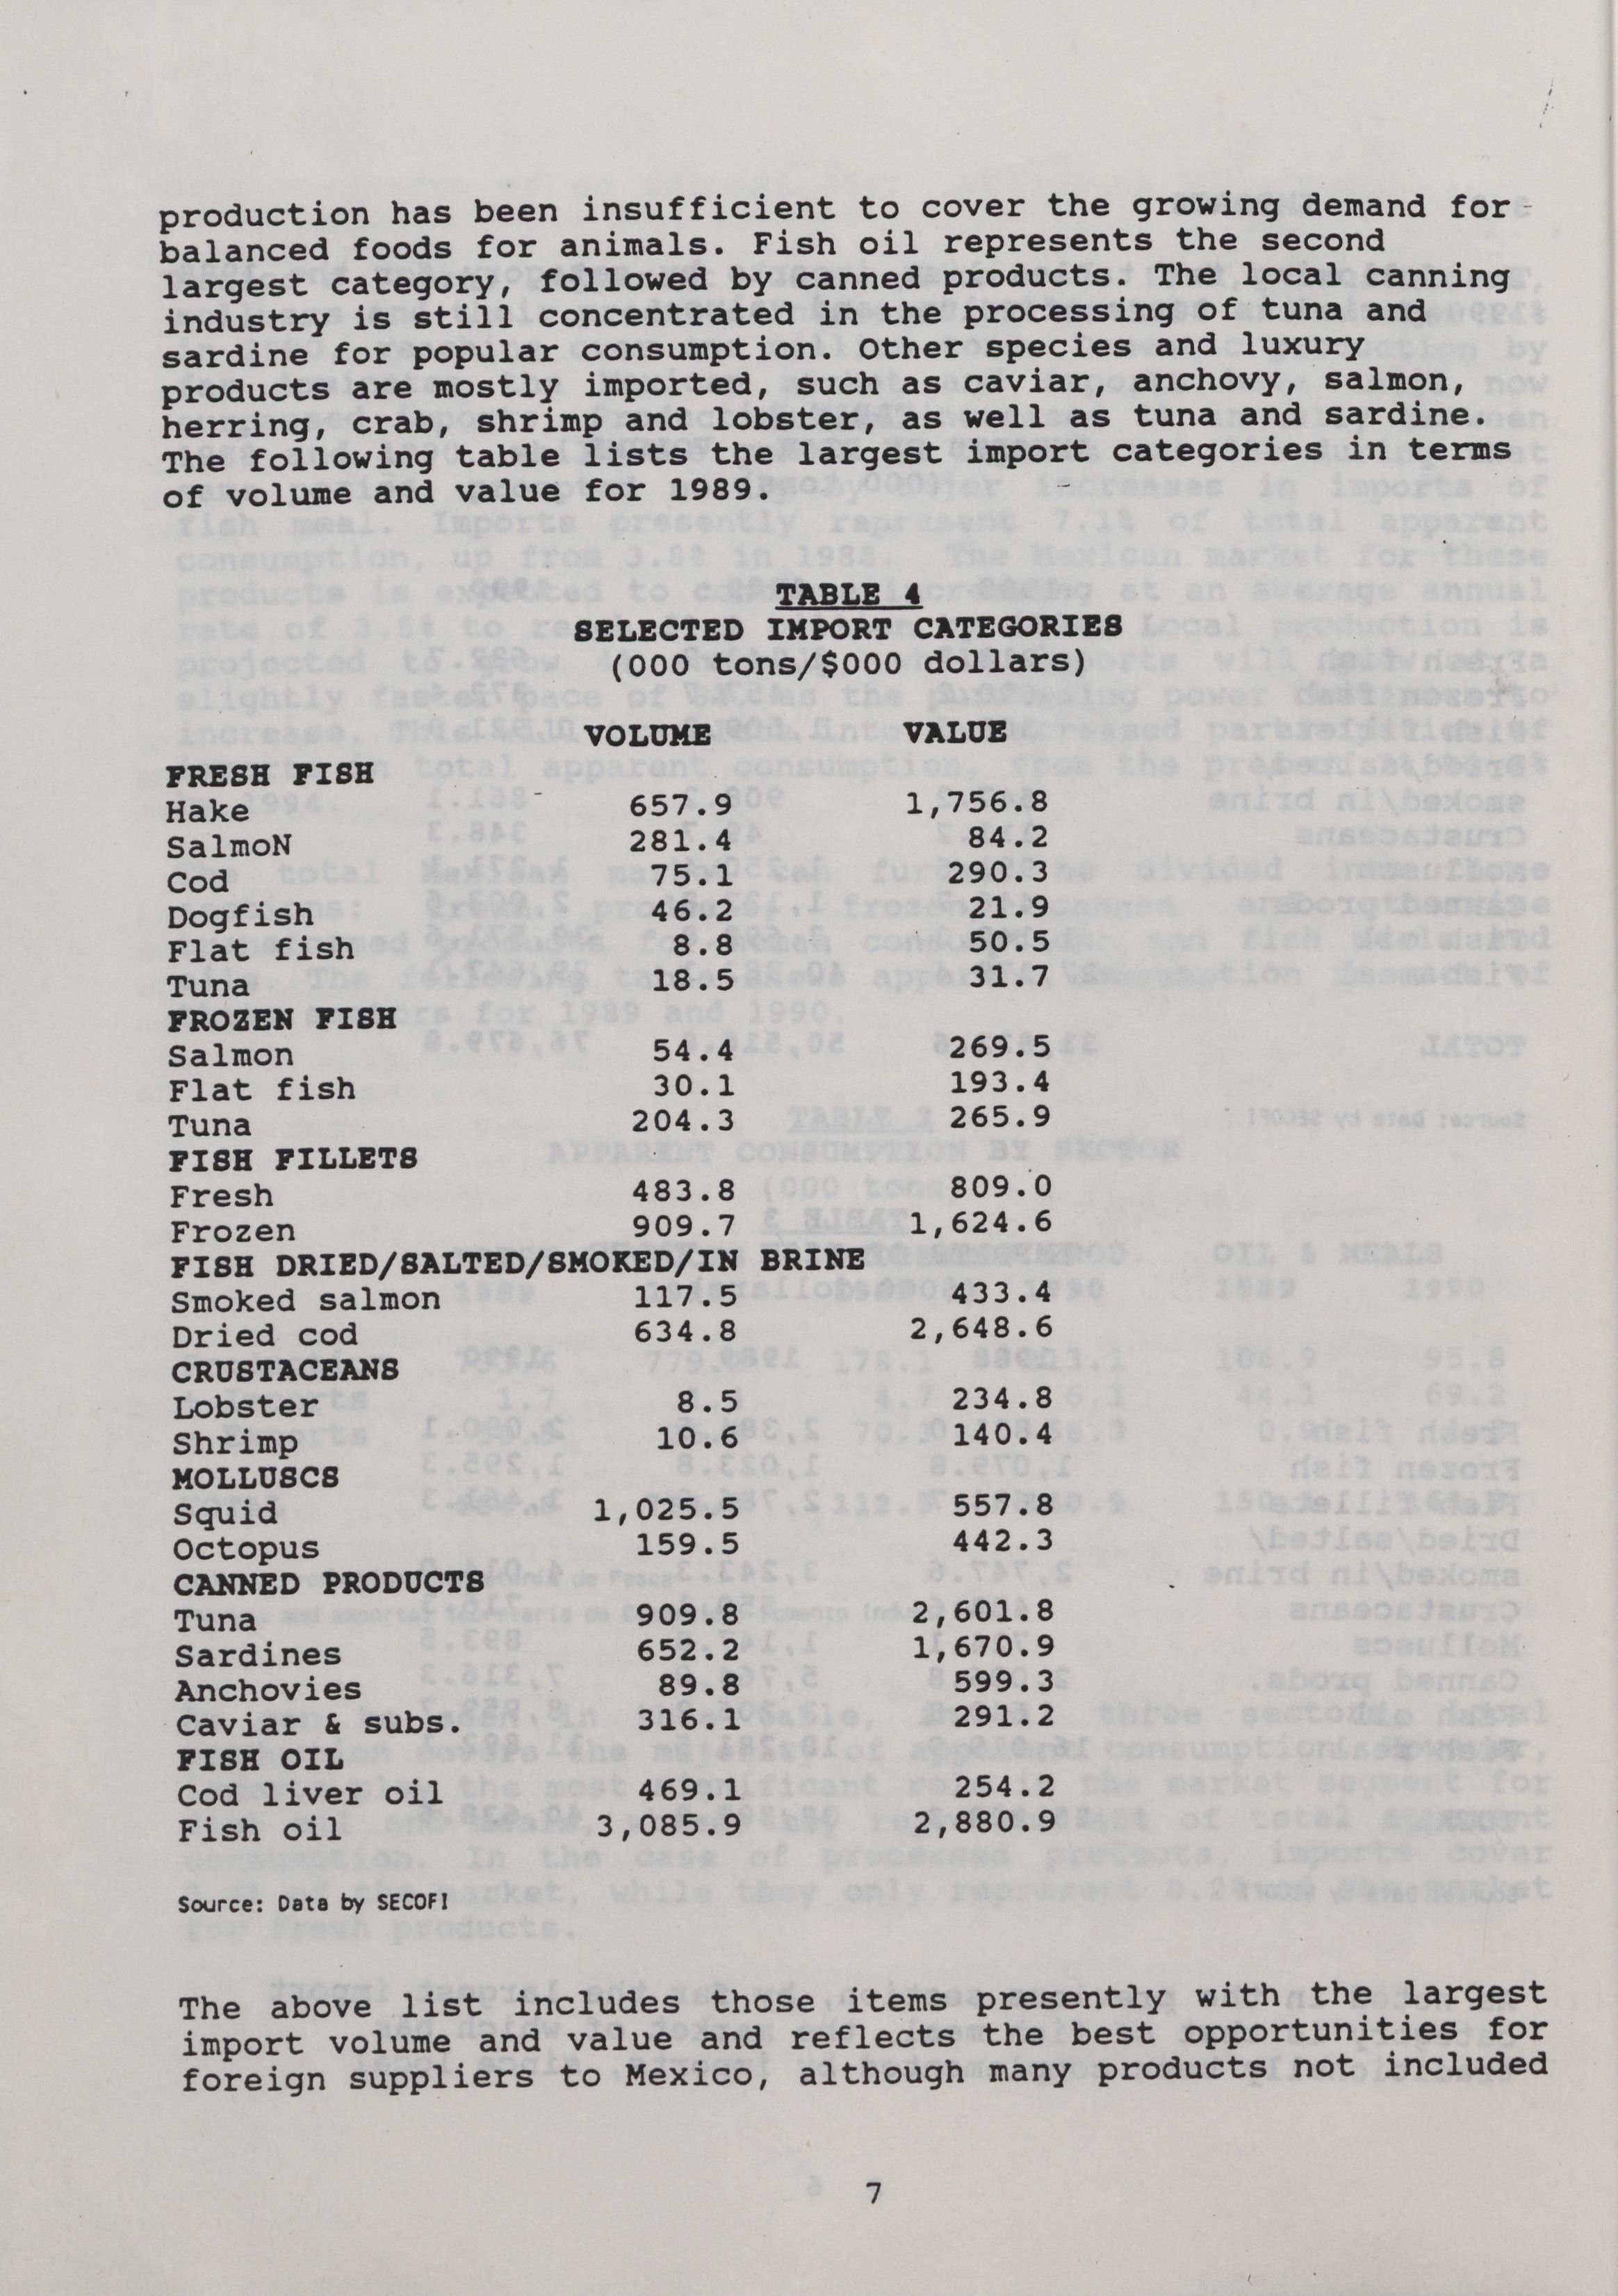 production has been insufficient to cover the growing demand for
balanced foods for animals. Fish oil represents the second
largest category, followed by canned products. The local canning
industry is still concentrated in the processing of tuna and
sardine for popular consumption. Other species and luxury
products are mostly imported, such as caviar, anchovy, salmon,
herring, crab, shrimp and lobster, as well as tuna and sardine.
The following table lists the largest import categories in terms
of volume and value for 1989.
TABLE 4
SELECTED IMPORT CATEGORIES
(000 tons/$000 dollars)
VOLUME VALUE
FRESH FISH
Hake 657.9 1,756.8
SalmoN 281.4 84.2
Cod 75.1 290.3
Dogfish 46.2 21.9
Flat fish 8.8 50.5
Tuna 18.5 31.7
FROZEN FISH
Salmon 54.4 269.5
Flat fish 30.1 193.4
Tuna 204.3 265.9
FISH FILLETS
Fresh 483.8 809.0
Frozen 909.7 1,624.6
FISH DRIED/SALTED/SMOKED/IN BRINE
Smoked salmon 117.5 433.4
Dried cod 634.8 2,648.6
CRUSTACEANS
Lobster 8.5 234.8
Shrimp 10.6 140.4
MOLLUSCS
Squid 1,025.5 557.8
Octopus 159.5 442.3
CANNED PRODUCTS
Tuna 909.8 2,601.8
Sardines 652.2 1,670.9
Anchovies 89.8 599.3
Caviar & subs. 316.1 291.2
FISH OIL
Cod liver oil 469.1 254.2
Fish oil 3,085.9 2,880.9
Source: Data by SECOFI
The above list includes those items presently with the largest
import volume and value and reflects the best opportunities for
foreign suppliers to Mexico, although many products not included
7